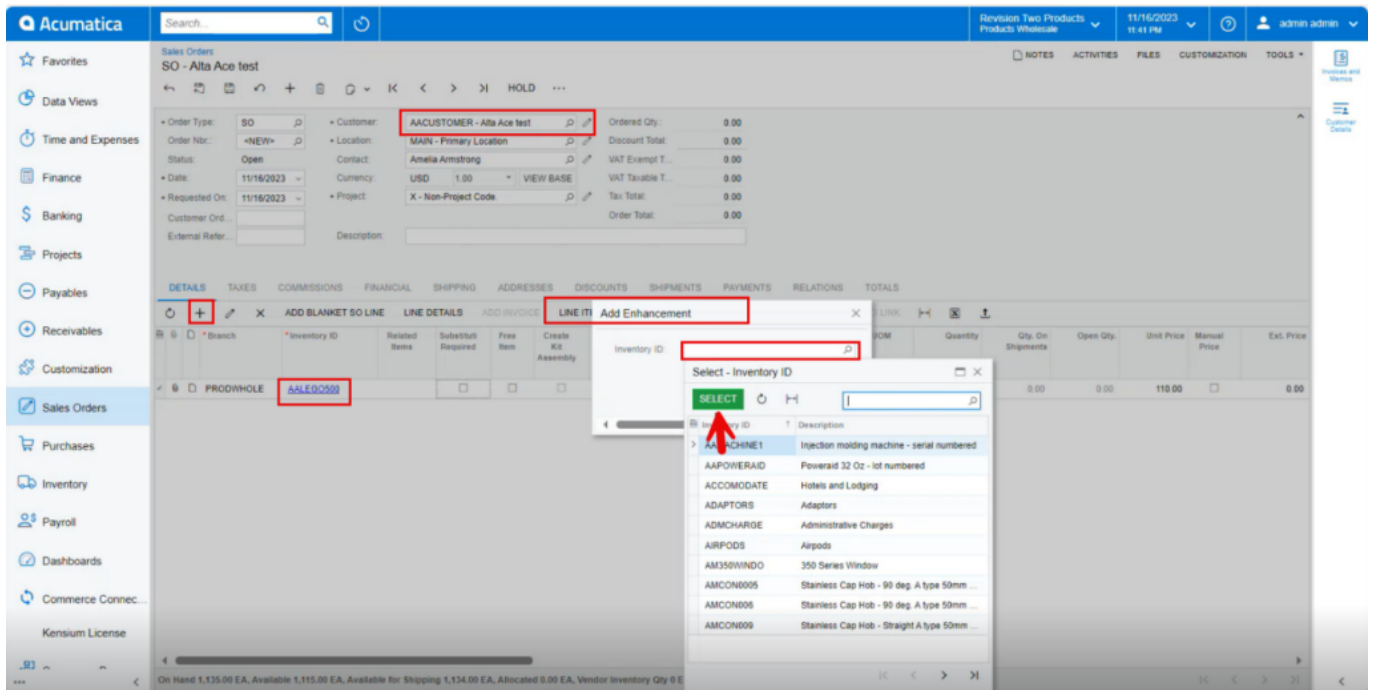 Acumatica
Search...
Revision Two Products
Products Wholesale
11/16/2023
11:41 PM
admin admin
Favorites
Data Views
Time and Expenses
Finance
Banking
Projects
Payables
Receivables
Customization
Sales Orders
Purchases
Inventory
Payroll
Dashboards
Commerce Connec...
Kensium License
Sales Orders
SO - Alta Ace test
NOTES ACTIVITIES FILES CUSTOMIZATION TOOLS
HOLD ...
Invoices and
Memos
Customer
Details
Order Type: SO
Order Nbr.: <NEW>
Status: Open
Date: 11/16/2023
Requested On: 11/16/2023
Customer Ord...
External Refer...
Customer: AACUSTOMER - Alta Ace test
Location: MAIN - Primary Location
Contact: Amelia Armstrong
Currency: USD 1.00 VIEW BASE
Project: X - Non-Project Code.
Description:
Ordered Qty.: 0.00
Discount Total: 0.00
VAT Exempt T... 0.00
VAT Taxable T... 0.00
Tax Total: 0.00
Order Total: 0.00
DETAILS TAXES COMMISSIONS FINANCIAL SHIPPING ADDRESSES DISCOUNTS SHIPMENTS PAYMENTS RELATIONS TOTALS
ADD BLANKET SO LINE LINE DETAILS ADD INVOICE LINE ITE LINK
*Branch *Inventory ID Related Items Substituti Required Free Item Create Kit Assembly Quantity Qty. On Shipments Open Qty. Unit Price Manual Price Ext. Price
PRODWHOLE AALEGO500 0.00 0.00 110.00 0.00
Add Enhancement
Inventory ID:
Select - Inventory ID
SELECT
Description
Injection molding machine - serial numbered
AAPOWERAID Poweraid 32 Oz - lot numbered
ACCOMODATE Hotels and Lodging
ADAPTORS Adaptors
ADMCHARGE Administrative Charges
AIRPODS Airpods
AM350WINDO 350 Series Window
AMCON0005 Stainless Cap Hob - 90 deg. A type 50mm ...
AMCON006 Stainless Cap Hob - 90 deg. A type 50mm ...
AMCON009 Stainless Cap Hob - Straight A type 50mm ...
On Hand 1,135.00 EA, Available 1,115.00 EA, Available for Shipping 1,134.00 EA, Allocated 0.00 EA, Vendor Inventory Qty 0 E